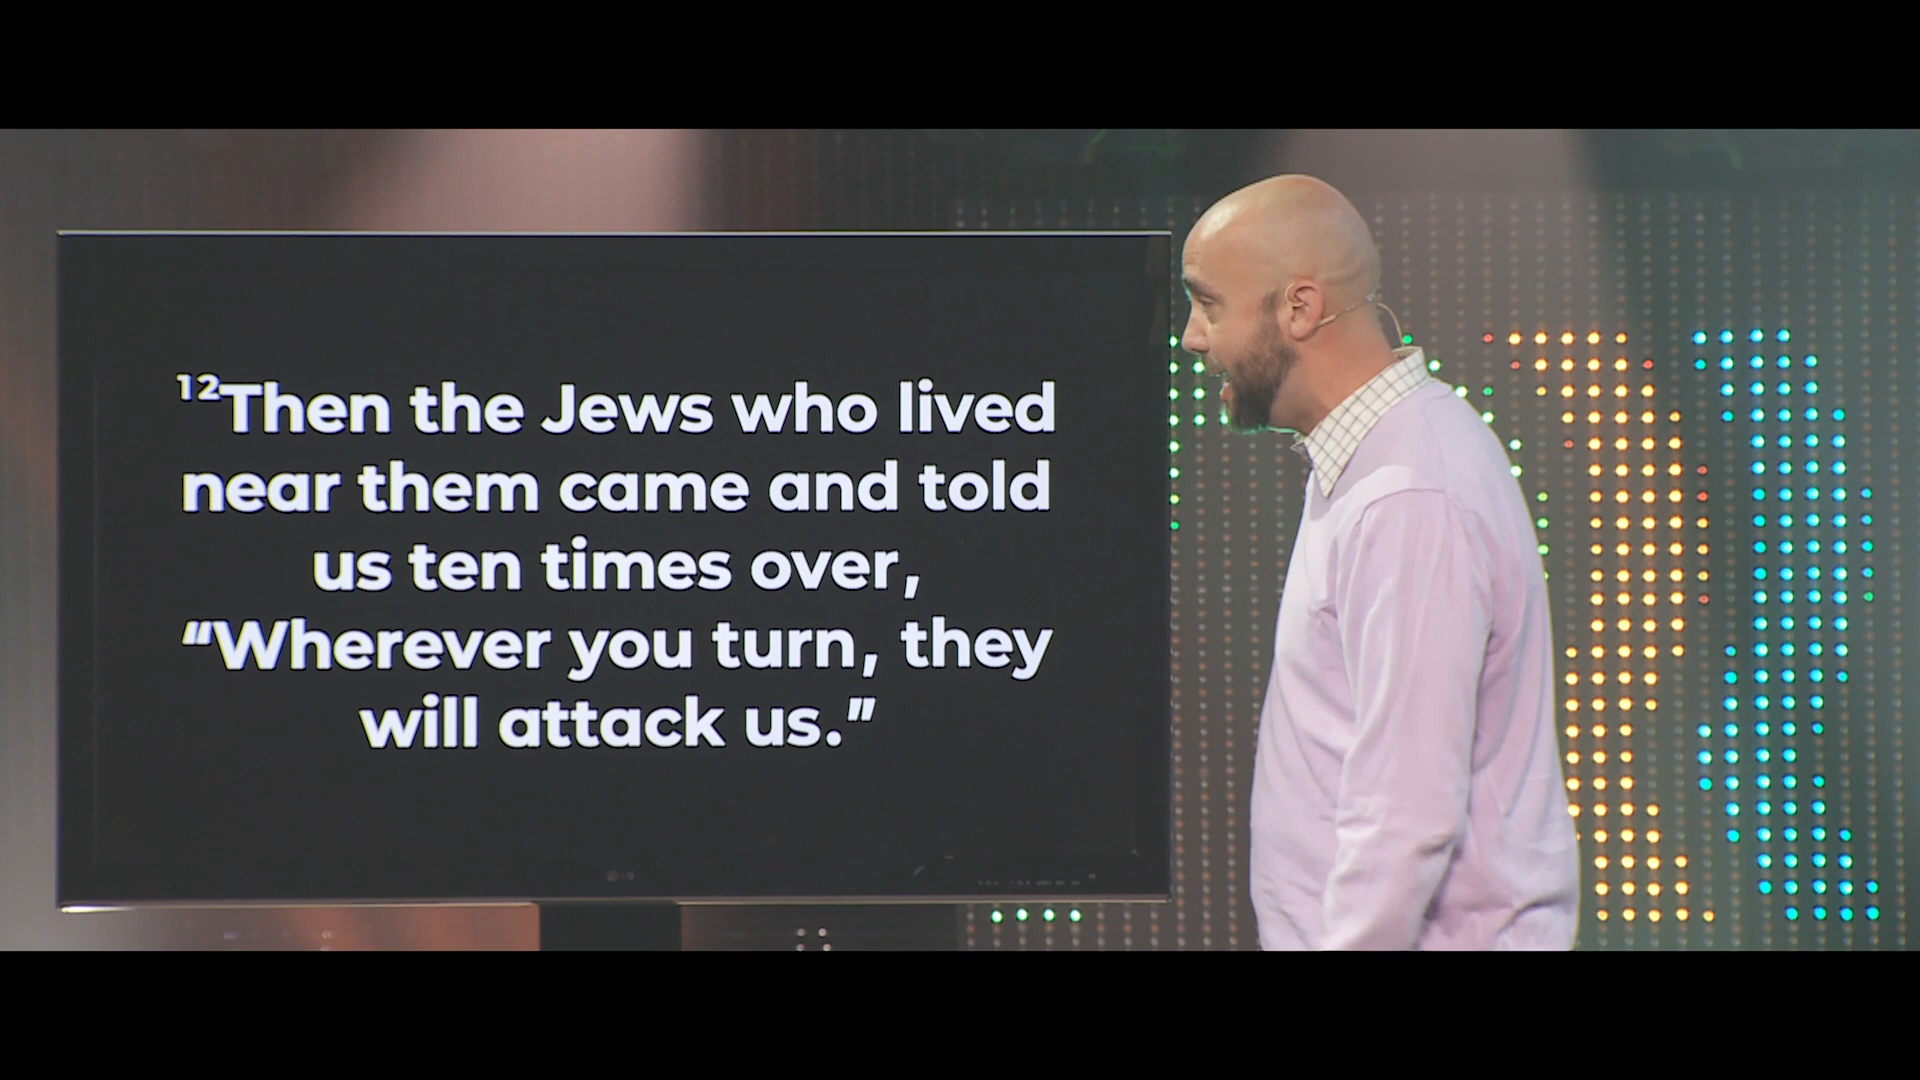 ¹²Then the Jews who lived
near them came and told
us ten times over,
“Wherever you turn, they
will attack us.”
LG